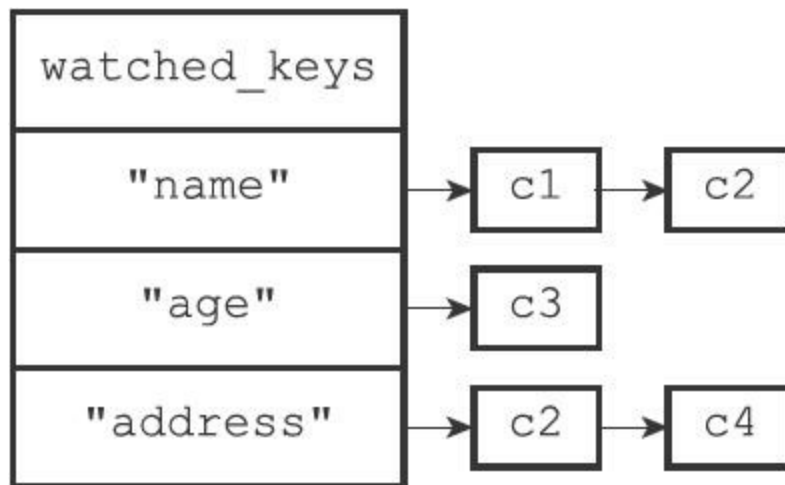 watched_keys
"name" c1 c2
"age" c3
"address" c2 c4